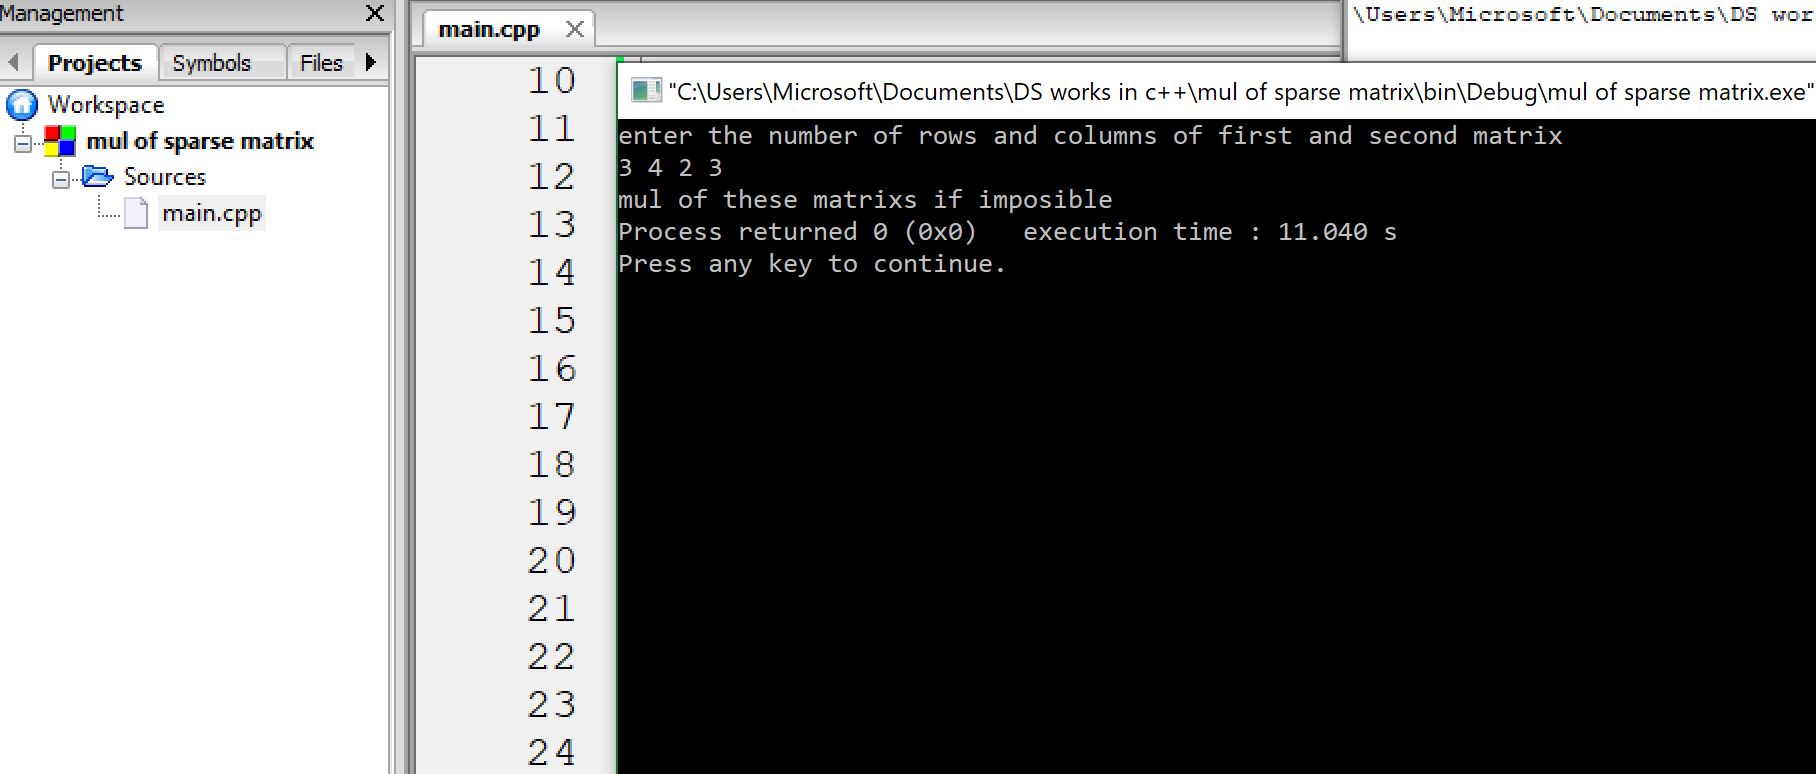 Management
Projects Symbols Files
Workspace
mul of sparse matrix
Sources
main.cpp
main.cpp
\Users\Microsoft\Documents\DS wor
10
11
12
13
14
15
16
17
18
19
20
21
22
23
24
"C:\Users\Microsoft\Documents\DS works in c++\mul of sparse matrix\bin\Debug\mul of sparse matrix.exe"
enter the number of rows and columns of first and second matrix
3 4 2 3
mul of these matrixs if imposible
Process returned 0 (0x0)   execution time : 11.040 s
Press any key to continue.